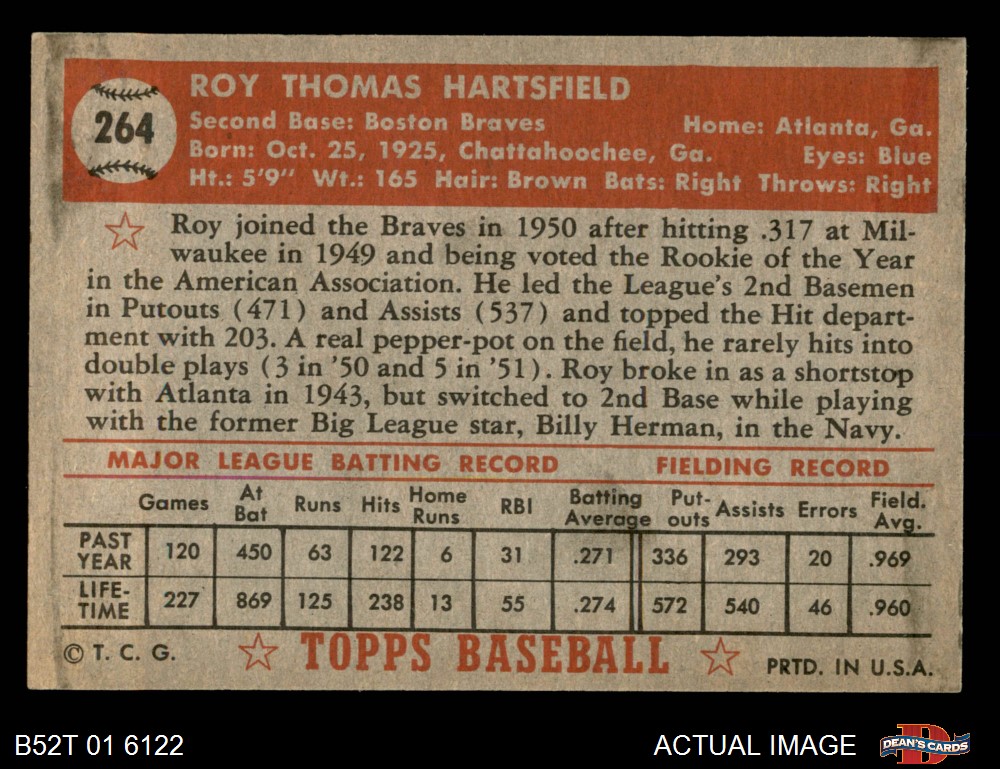 264
ROY THOMAS HARTSFIELD
Second Base: Boston Braves Home: Atlanta, Ga.
Born: Oct. 25, 1925, Chattahoochee, Ga. Eyes: Blue
Ht.: 5'9" Wt.: 165 Hair: Brown Bats: Right Throws: Right
Roy joined the Braves in 1950 after hitting .317 at Mil-
waukee in 1949 and being voted the Rookie of the Year
in the American Association. He led the League's 2nd Basemen
in Putouts (471) and Assists (537) and topped the Hit depart-
ment with 203. A real pepper-pot on the field, he rarely hits into
double plays (3 in '50 and 5 in '51). Roy broke in as a shortstop
with Atlanta in 1943, but switched to 2nd Base while playing
with the former Big League star, Billy Herman, in the Navy.
MAJOR LEAGUE BATTING RECORD FIELDING RECORD
Games At Bat Runs Hits Home Runs RBI Batting Average Put-outs Assists Errors Field. Avg.
PAST YEAR 120 450 63 122 6 31 .271 336 293 20 .969
LIFE-TIME 227 869 125 238 13 55 .274 572 540 46 .960
© T. C. G. TOPPS BASEBALL PRTD. IN U.S.A.
B52T 01 6122 ACTUAL IMAGE DEAN'S CARDS